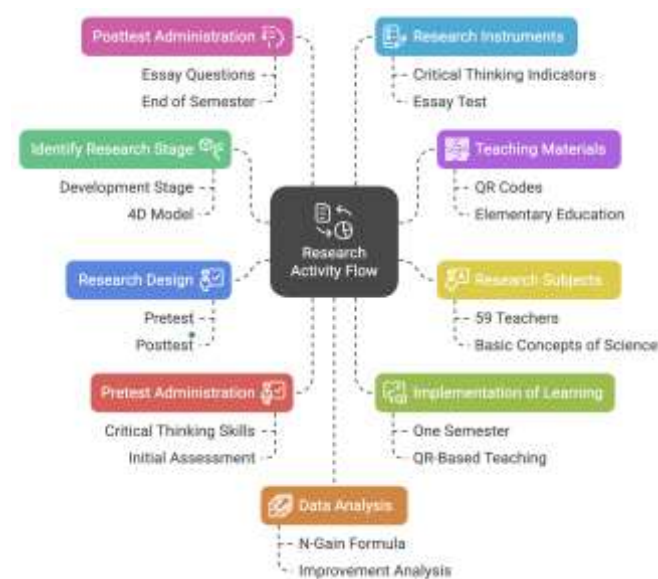 Posttest Administration
Essay Questions
End of Semester
Research Instruments
Critical Thinking Indicators
Essay Test
Identify Research Stage
Development Stage
4D Model
Teaching Materials
QR Codes
Elementary Education
Research
Activity Flow
Research Design
Pretest
Posttest
Research Subjects
59 Teachers
Basic Concepts of Science
Pretest Administration
Critical Thinking Skills
Initial Assessment
Implementation of Learning
One Semester
QR-Based Teaching
Data Analysis
N-Gain Formula
Improvement Analysis